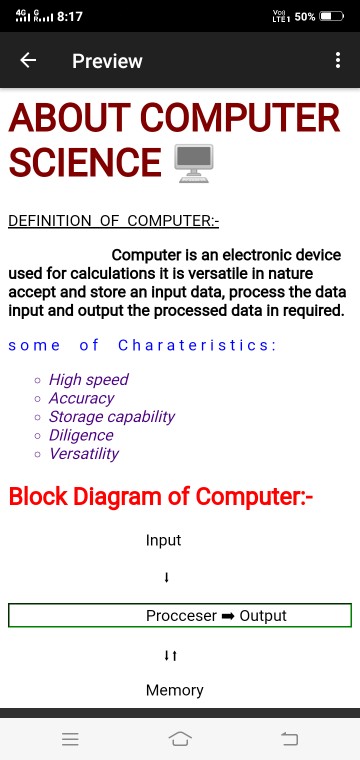 4G G 8:17 Vo) LTE1 50%
Preview
ABOUT COMPUTER
SCIENCE 🖥️
DEFINITION OF COMPUTER:-
Computer is an electronic device
used for calculations it is versatile in nature
accept and store an input data, process the data
input and output the processed data in required.
some of Charateristics:
High speed
Accuracy
Storage capability
Diligence
Versatility
Block Diagram of Computer:-
Input
↓
Procceser ➡ Output
↓↑
Memory